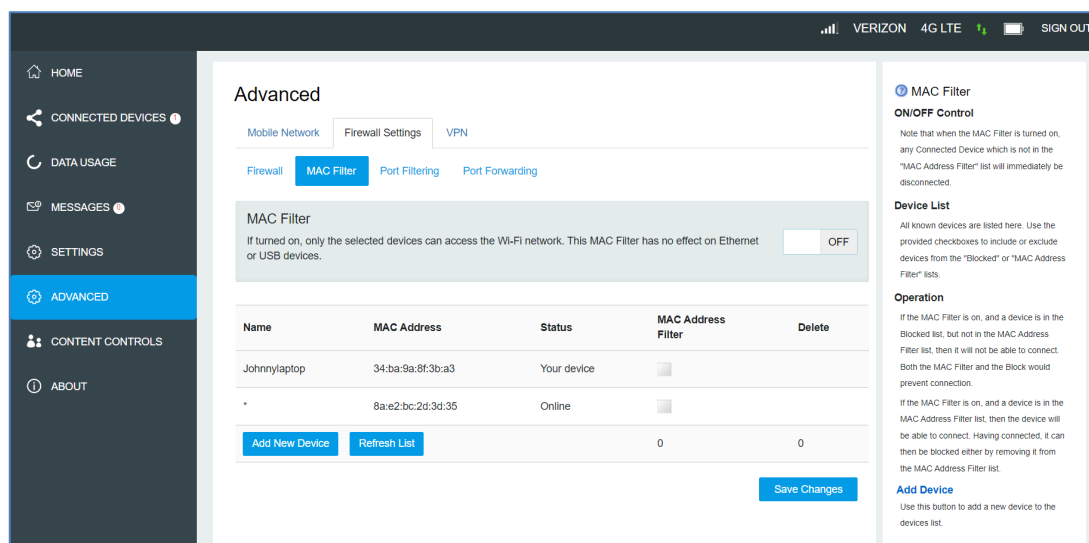 VERIZON 4G LTE SIGN OUT
HOME
CONNECTED DEVICES
DATA USAGE
MESSAGES
SETTINGS
ADVANCED
CONTENT CONTROLS
ABOUT
Advanced
Mobile Network Firewall Settings VPN
Firewall MAC Filter Port Filtering Port Forwarding
MAC Filter
If turned on, only the selected devices can access the Wi-Fi network. This MAC Filter has no effect on Ethernet
or USB devices.
OFF
Name MAC Address Status MAC Address Filter Delete
Johnnylaptop 34:ba:9a:8f:3b:a3 Your device
* 8a:e2:bc:2d:3d:35 Online
Add New Device Refresh List 0 0
Save Changes
MAC Filter
ON/OFF Control
Note that when the MAC Filter is turned on,
any Connected Device which is not in the
"MAC Address Filter" list will immediately be
disconnected.
Device List
All known devices are listed here. Use the
provided checkboxes to include or exclude
devices from the "Blocked" or "MAC Address
Filter" lists.
Operation
If the MAC Filter is on, and a device is in the
Blocked list, but not in the MAC Address
Filter list, then it will not be able to connect.
Both the MAC Filter and the Block would
prevent connection.
If the MAC Filter is on, and a device is in the
MAC Address Filter list, then the device will
be able to connect. Having connected, it can
then be blocked either by removing it from
the MAC Address Filter list.
Add Device
Use this button to add a new device to the
devices list.